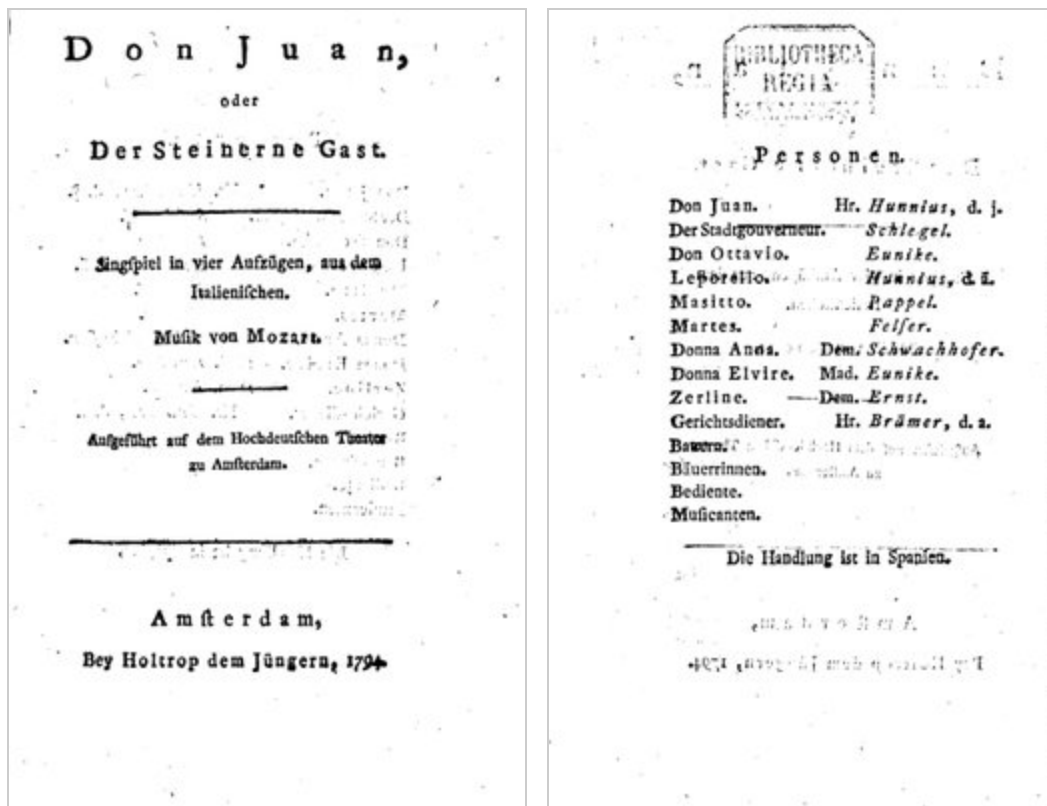 Don Juan,
oder
Der Steinerne Gast.
Singſpiel in vier Aufzügen, aus dem
Italieniſchen.
Muſik von Mozart.
Aufgeführt auf dem Hochdeutſchen Theater
zu Amſterdam.
Amſterdam,
Bey Holtrop dem Jüngern, 1794.
BIBLIOTHECA
REGIA
Personen.
Don Juan. Hr. Hunnius, d. j.
Der Stadtgouverneur. Schlegel.
Don Ottavio. Eunike.
Leporello. Hunnius, d. ä.
Masitto. Rappel.
Martes. Felſer.
Donna Anna. Dem. Schwachhofer.
Donna Elvire. Mad. Eunike.
Zerline. Dem. Ernst.
Gerichtsdiener. Hr. Brämer, d. a.
Bauern.
Bäuerrinnen.
Bediente.
Muſicanten.
Die Handlung ist in Spanien.